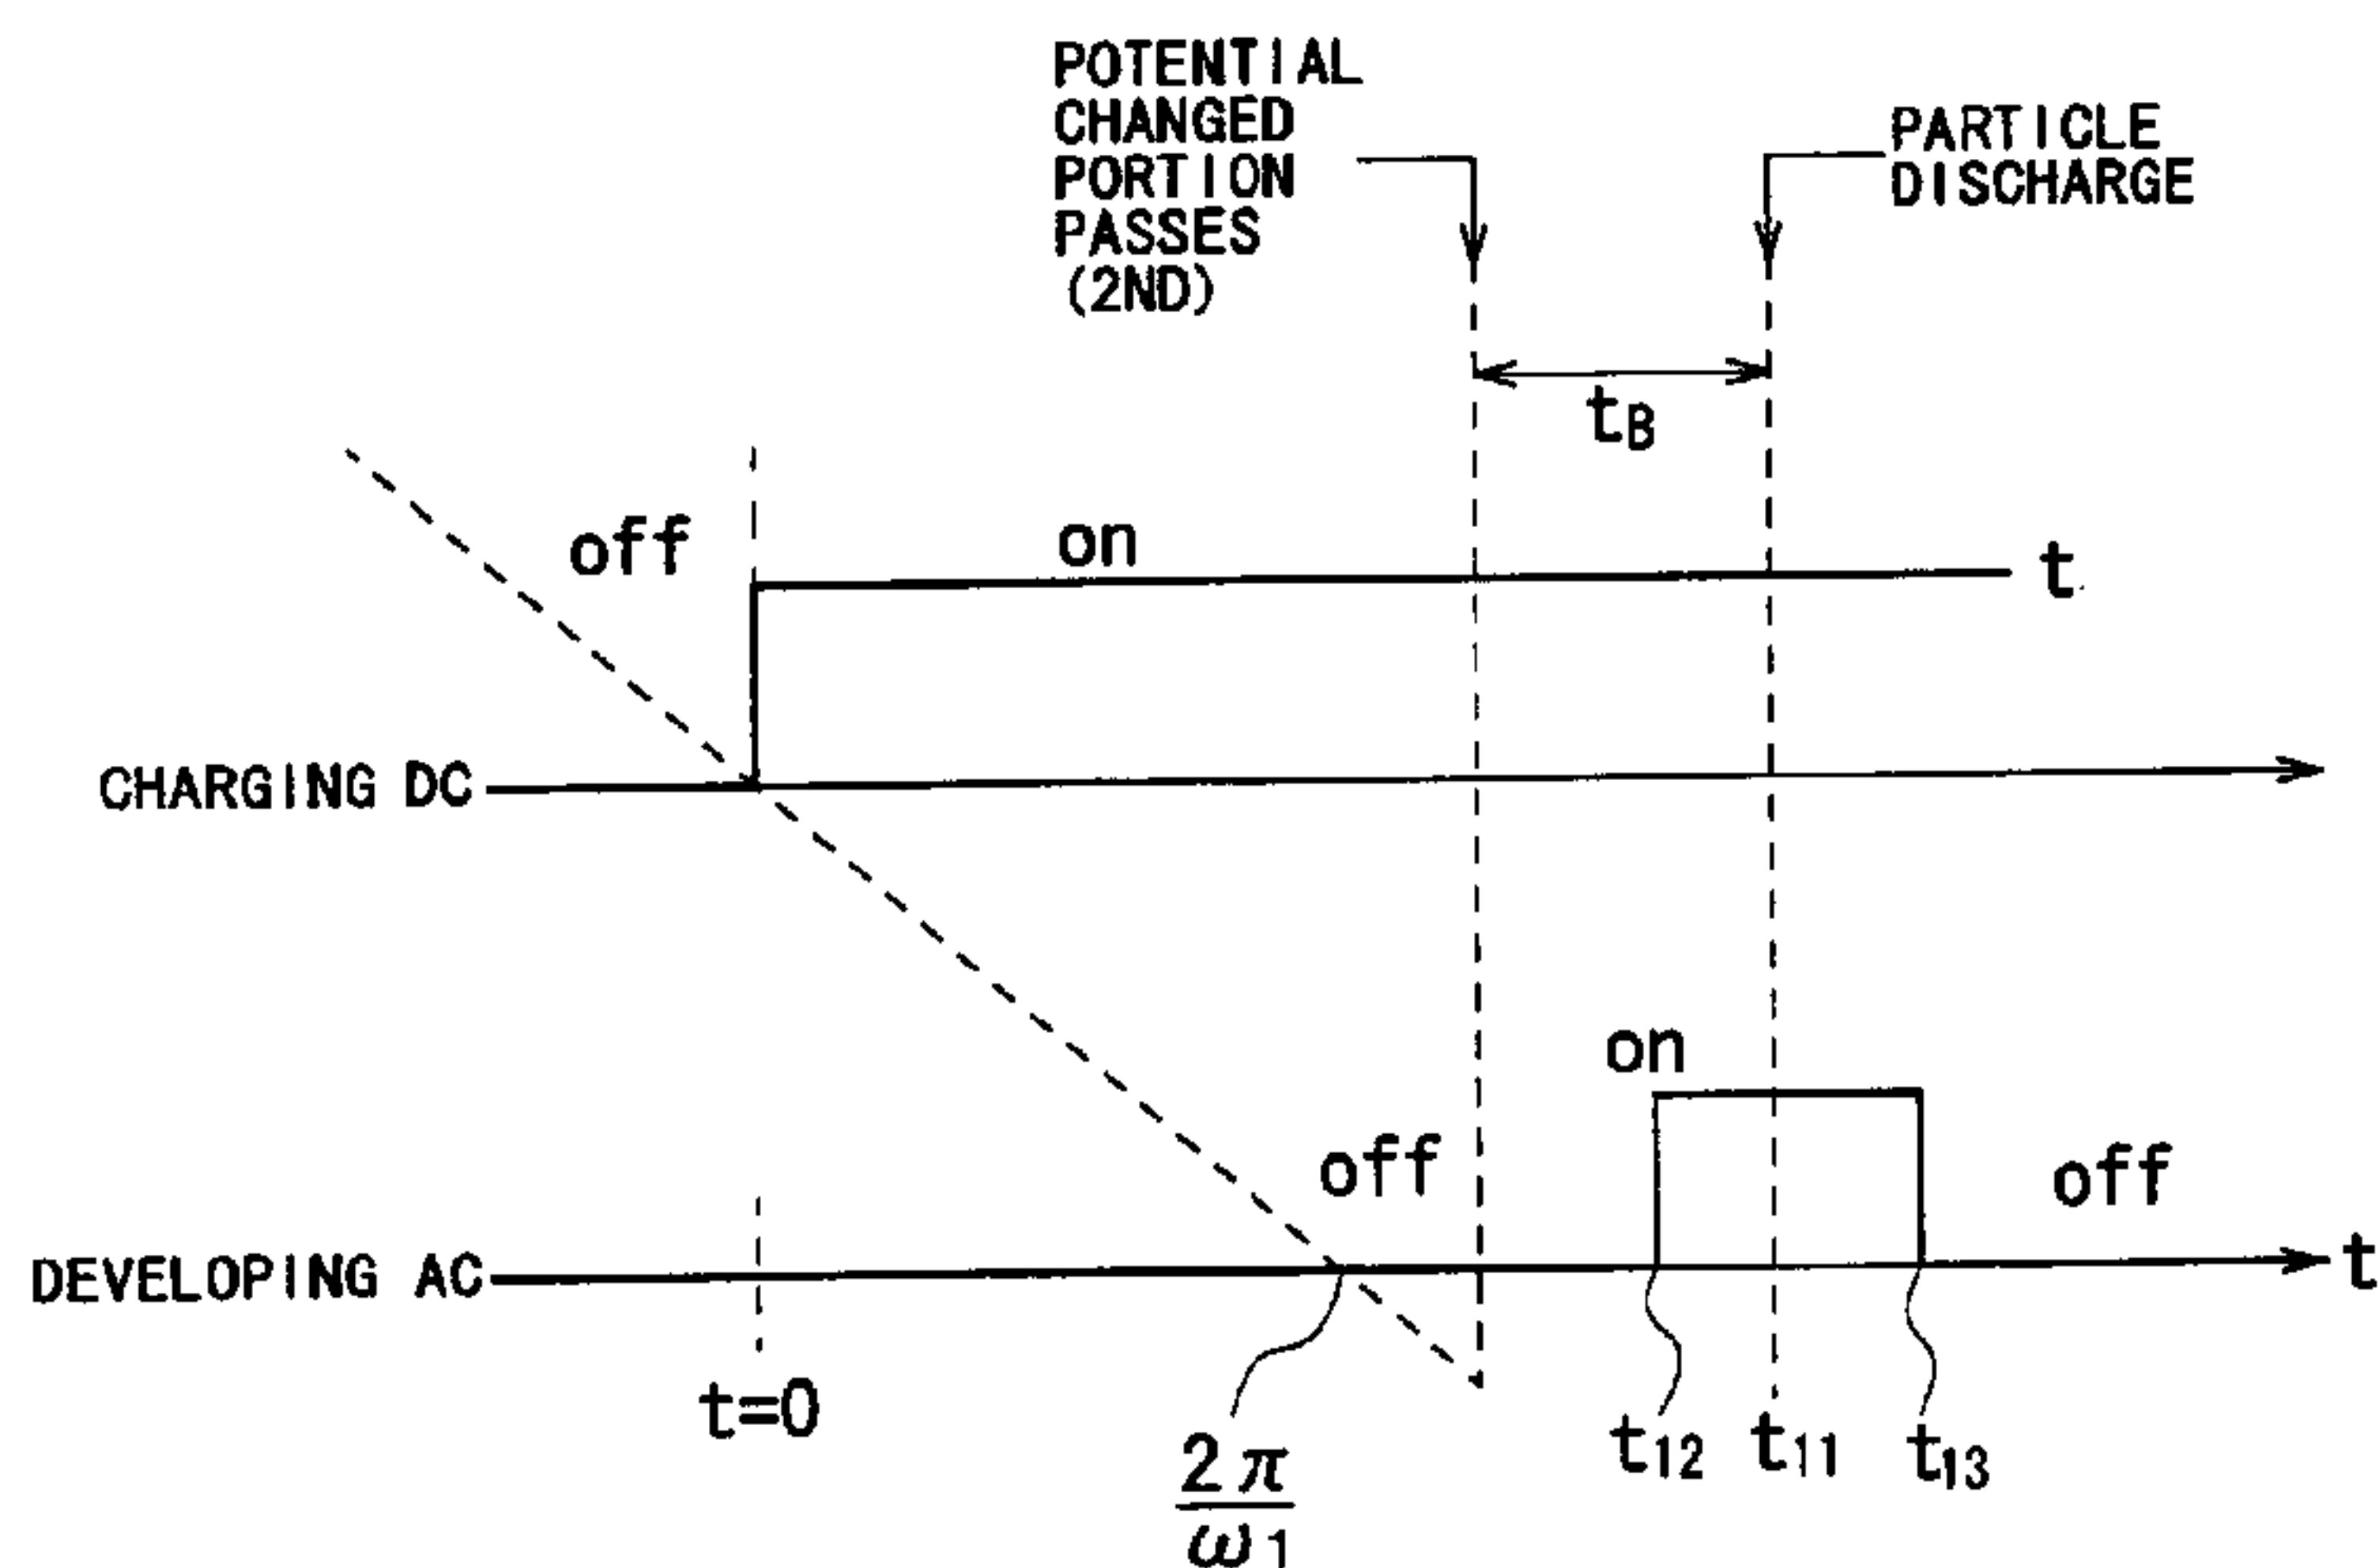 POTENTIAL
CHANGED
PORTION
PASSES
(2ND)
PARTICLE
DISCHARGE
tB
off
on
t
CHARGING DC
on
off
off
DEVELOPING AC
t
t=0
2π
ω1
t12
t11
t13